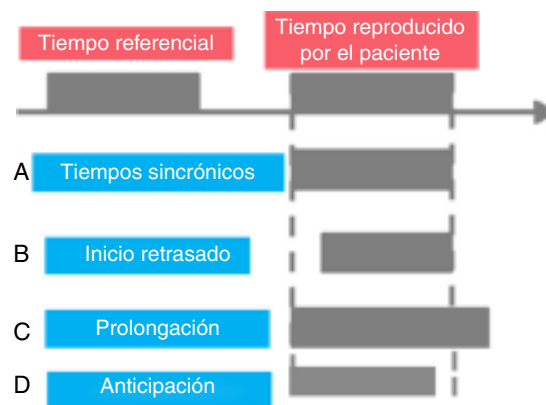 Tiempo referencial
Tiempo reproducido
por el paciente
A Tiempos sincrónicos
B Inicio retrasado
C Prolongación
D Anticipación